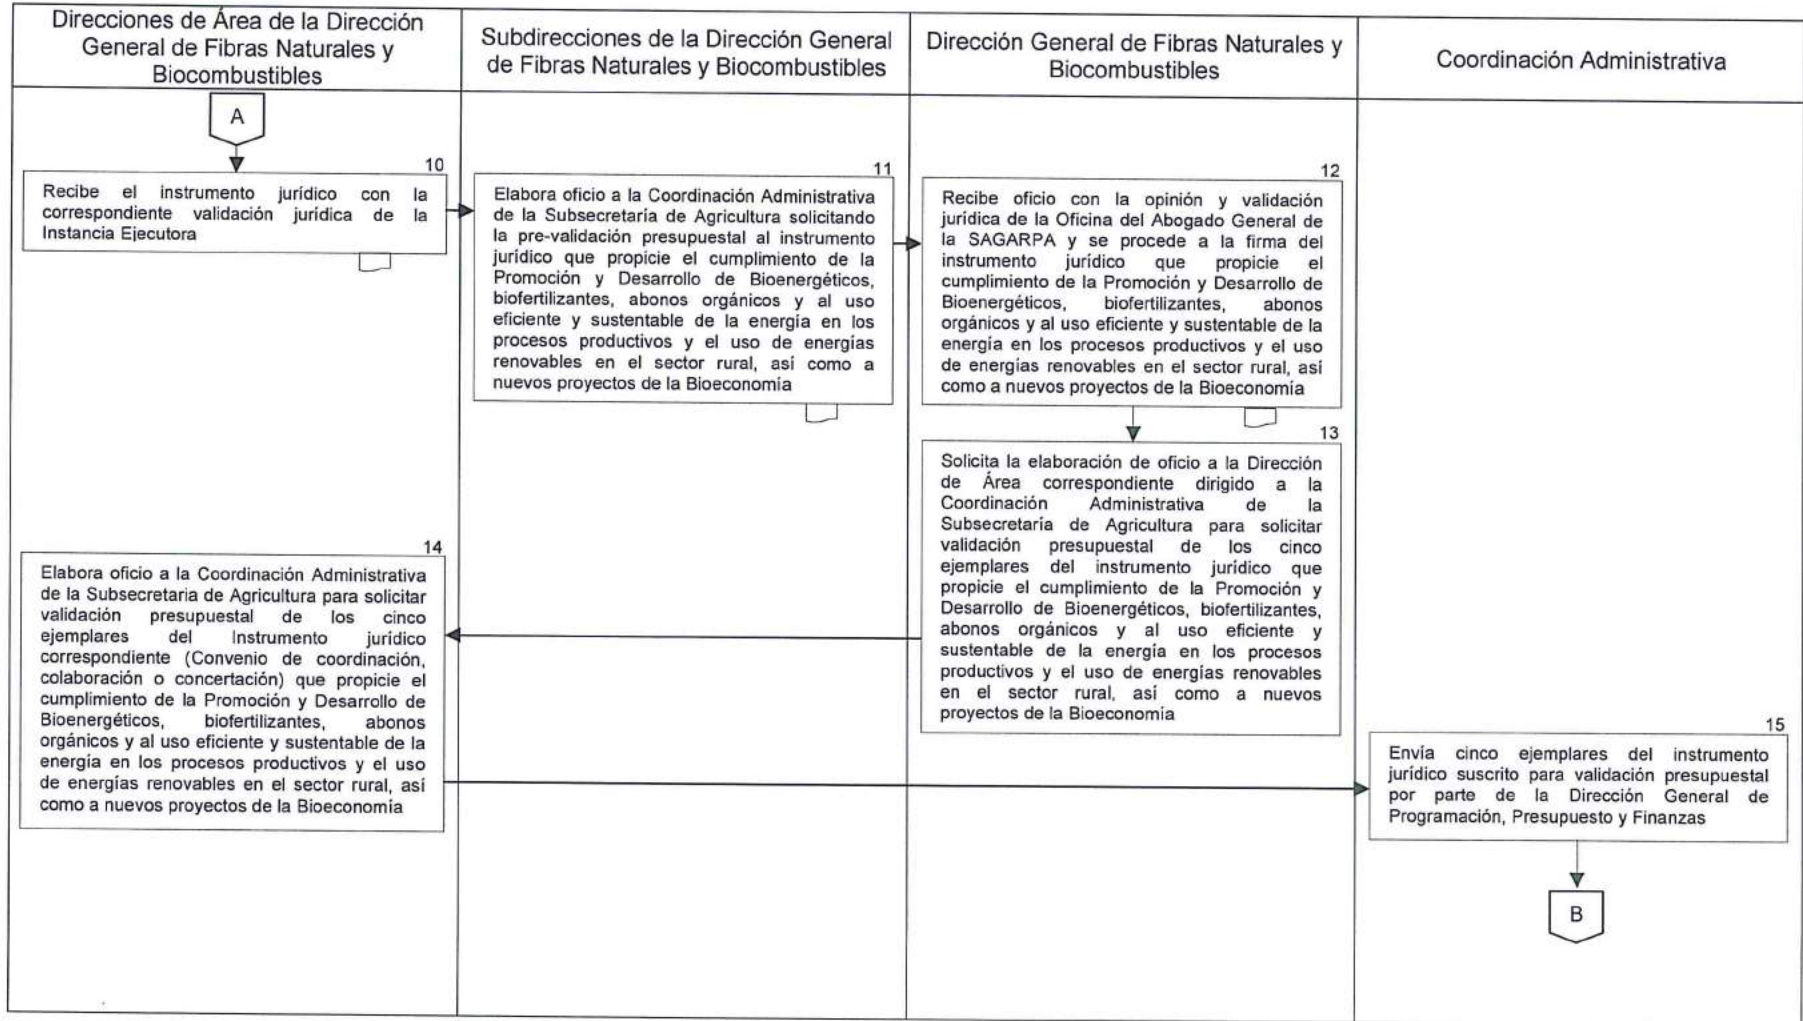 Direcciones de Área de la Dirección
General de Fibras Naturales y
Biocombustibles
Subdirecciones de la Dirección General
de Fibras Naturales y Biocombustibles
Dirección General de Fibras Naturales y
Biocombustibles
Coordinación Administrativa
A
10
Recibe el instrumento jurídico con la
correspondiente validación jurídica de la
Instancia Ejecutora
11
Elabora oficio a la Coordinación Administrativa
de la Subsecretaría de Agricultura solicitando
la pre-validación presupuestal al instrumento
jurídico que propicie el cumplimiento de la
Promoción y Desarrollo de Bioenergéticos,
biofertilizantes, abonos orgánicos y al uso
eficiente y sustentable de la energía en los
procesos productivos y el uso de energías
renovables en el sector rural, así como a
nuevos proyectos de la Bioeconomía
12
Recibe oficio con la opinión y validación
jurídica de la Oficina del Abogado General de
la SAGARPA y se procede a la firma del
instrumento jurídico que propicie el
cumplimiento de la Promoción y Desarrollo de
Bioenergéticos, biofertilizantes, abonos
orgánicos y al uso eficiente y sustentable de la
energía en los procesos productivos y el uso
de energías renovables en el sector rural, así
como a nuevos proyectos de la Bioeconomía
13
Solicita la elaboración de oficio a la Dirección
de Área correspondiente dirigido a la
Coordinación Administrativa de la
Subsecretaría de Agricultura para solicitar
validación presupuestal de los cinco
ejemplares del instrumento jurídico que
propicie el cumplimiento de la Promoción y
Desarrollo de Bioenergéticos, biofertilizantes,
abonos orgánicos y al uso eficiente y
sustentable de la energía en los procesos
productivos y el uso de energías renovables
en el sector rural, así como a nuevos
proyectos de la Bioeconomía
14
Elabora oficio a la Coordinación Administrativa
de la Subsecretaria de Agricultura para solicitar
validación presupuestal de los cinco
ejemplares del Instrumento jurídico
correspondiente (Convenio de coordinación,
colaboración o concertación) que propicie el
cumplimiento de la Promoción y Desarrollo de
Bioenergéticos, biofertilizantes, abonos
orgánicos y al uso eficiente y sustentable de la
energía en los procesos productivos y el uso
de energías renovables en el sector rural, así
como a nuevos proyectos de la Bioeconomía
15
Envía cinco ejemplares del instrumento
jurídico suscrito para validación presupuestal
por parte de la Dirección General de
Programación, Presupuesto y Finanzas
B